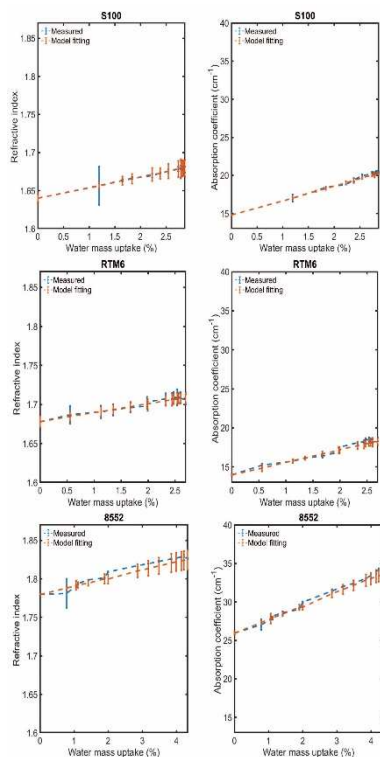 S100
Measured
Model fitting
Refractive index
1.85
1.8
1.75
1.7
1.65
1.6
0 0.5 1 1.5 2 2.5
Water mass uptake (%)
S100
Measured
Model fitting
Absorption coefficient (cm-1)
40
35
30
25
20
15
0 0.5 1 1.5 2 2.5
Water mass uptake (%)
RTM6
Measured
Model fitting
Refractive index
1.85
1.8
1.75
1.7
1.65
1.6
0 0.5 1 1.5 2 2.5
Water mass uptake (%)
RTM6
Measured
Model fitting
Absorption coefficient (cm-1)
40
35
30
25
20
15
0 0.5 1 1.5 2 2.5
Water mass uptake (%)
8552
Measured
Model fitting
Refractive index
1.85
1.8
1.75
1.7
1.65
1.6
0 1 2 3 4
Water mass uptake (%)
8552
Measured
Model fitting
Absorption coefficient (cm-1)
40
35
30
25
20
15
0 1 2 3 4
Water mass uptake (%)